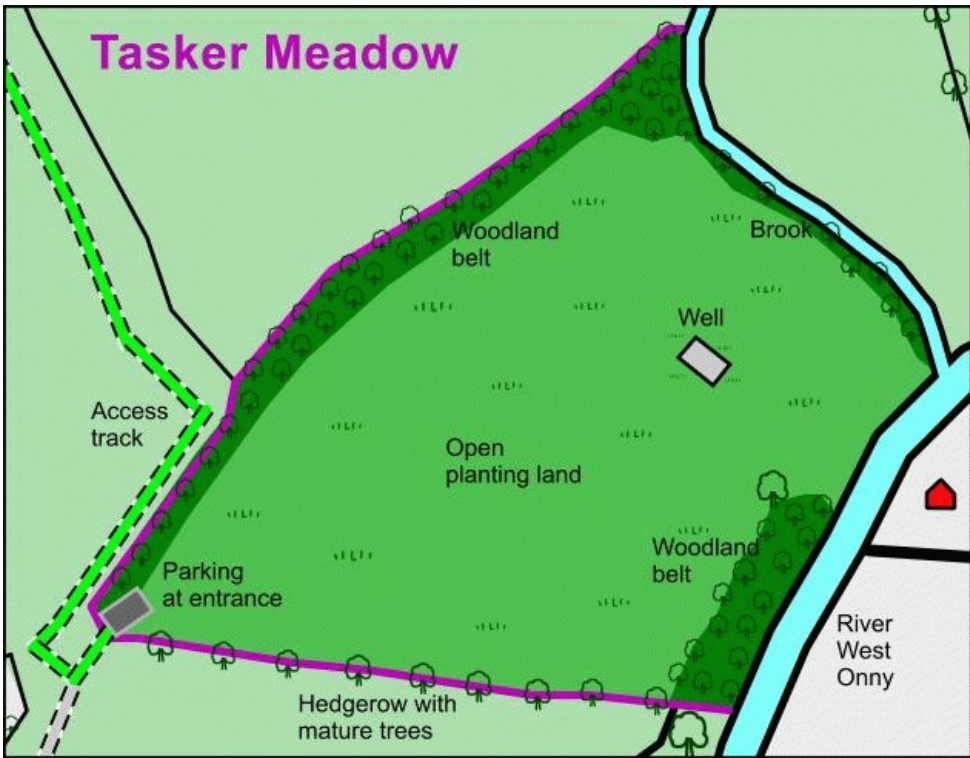 Tasker Meadow
Woodland
belt
Brook
Well
Access
track
Open
planting land
Woodland
belt
Parking
at entrance
River
West
Onny
Hedgerow with
mature trees